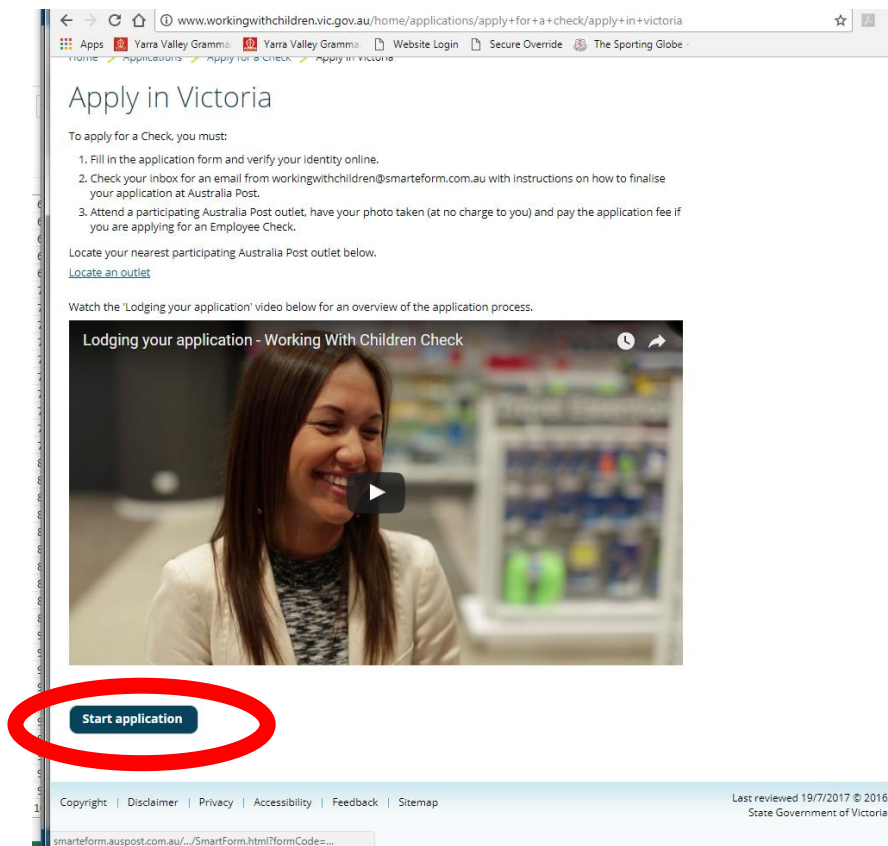 www.workingwithchildren.vic.gov.au/home/applications/apply+for+a+check/apply+in+victoria
Apps Yarra Valley Gramma Yarra Valley Gramma Website Login Secure Override The Sporting Globe -
Home Applications Apply for a Check Apply in Victoria
Apply in Victoria
To apply for a Check, you must:
1. Fill in the application form and verify your identity online.
2. Check your inbox for an email from workingwithchildren@smarteform.com.au with instructions on how to finalise
your application at Australia Post.
3. Attend a participating Australia Post outlet, have your photo taken (at no charge to you) and pay the application fee if
you are applying for an Employee Check.
Locate your nearest participating Australia Post outlet below.
Locate an outlet
Watch the 'Lodging your application' video below for an overview of the application process.
Lodging your application - Working With Children Check
Start application
Copyright | Disclaimer | Privacy | Accessibility | Feedback | Sitemap
Last reviewed 19/7/2017 © 2016
State Government of Victoria
smarteform.auspost.com.au/.../SmartForm.html?formCode=...